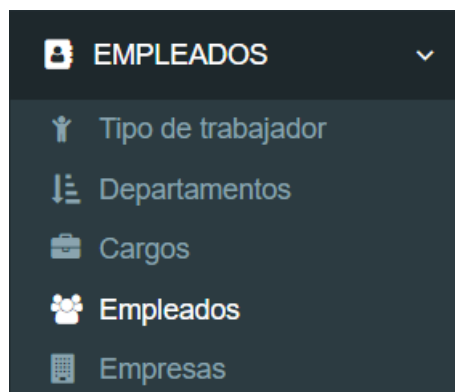 EMPLEADOS
Tipo de trabajador
Departamentos
Cargos
Empleados
Empresas